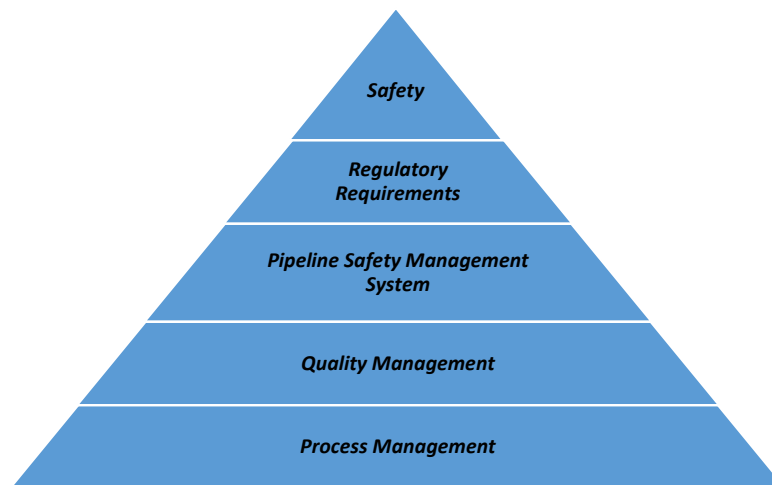 Safety
Regulatory
Requirements
Pipeline Safety Management
System
Quality Management
Process Management